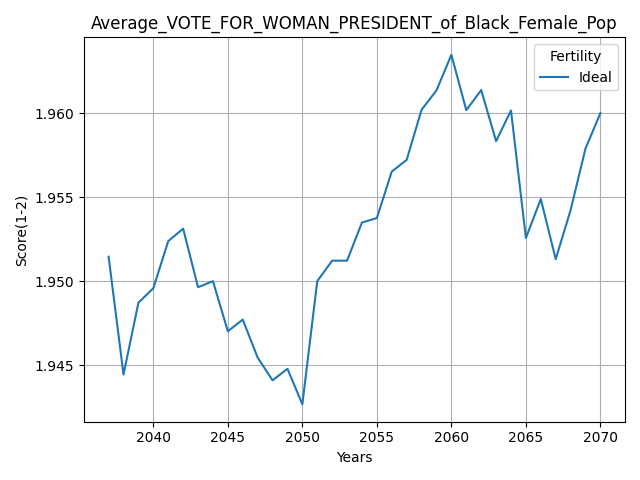 Average_VOTE_FOR_WOMAN_PRESIDENT_of_Black_Female_Pop
Fertility
Ideal
Score(1-2)
1.960
1.955
1.950
1.945
2040 2045 2050 2055 2060 2065 2070
Years